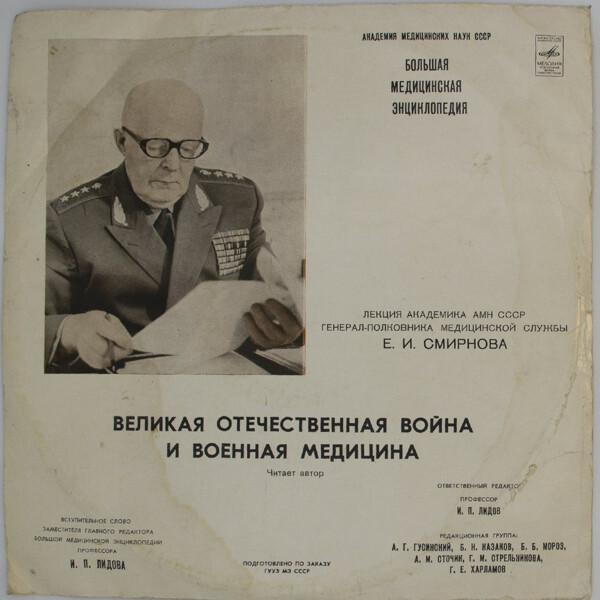 АКАДЕМИЯ МЕДИЦИНСКИХ НАУК СССР
БОЛЬШАЯ
МЕДИЦИНСКАЯ
ЭНЦИКЛОПЕДИЯ
МЕЛОДИЯ
ЛЕКЦИЯ АКАДЕМИКА АМН СССР
ГЕНЕРАЛ-ПОЛКОВНИКА МЕДИЦИНСКОЙ СЛУЖБЫ
Е. И. СМИРНОВА
ВЕЛИКАЯ ОТЕЧЕСТВЕННАЯ ВОЙНА
И ВОЕННАЯ МЕДИЦИНА
Читает автор
ОТВЕТСТВЕННЫЙ РЕДАКТО
ПРОФЕССОР
И. П. ЛИДОВ
ВСТУПИТЕЛЬНОЕ СЛОВО
ЗАМЕСТИТЕЛЯ ГЛАВНОГО РЕДАКТОРА
БОЛЬШОЙ МЕДИЦИНСКОЙ ЭНЦИКЛОПЕДИИ
ПРОФЕССОРА
И. П. ЛИДОВА
РЕДАКЦИОННАЯ ГРУППА:
А. Г. ГУСИНСКИЙ, Б. Н. КАЗАКОВ, Б. Б. МОРОЗ,
А. М. СТОЧИК, Г. М. СТРЕЛЬНИКОВА,
Г. Е. ХАРЛАМОВ
ПОДГОТОВЛЕНО ПО ЗАКАЗУ
ГУУЗ МЗ СССР